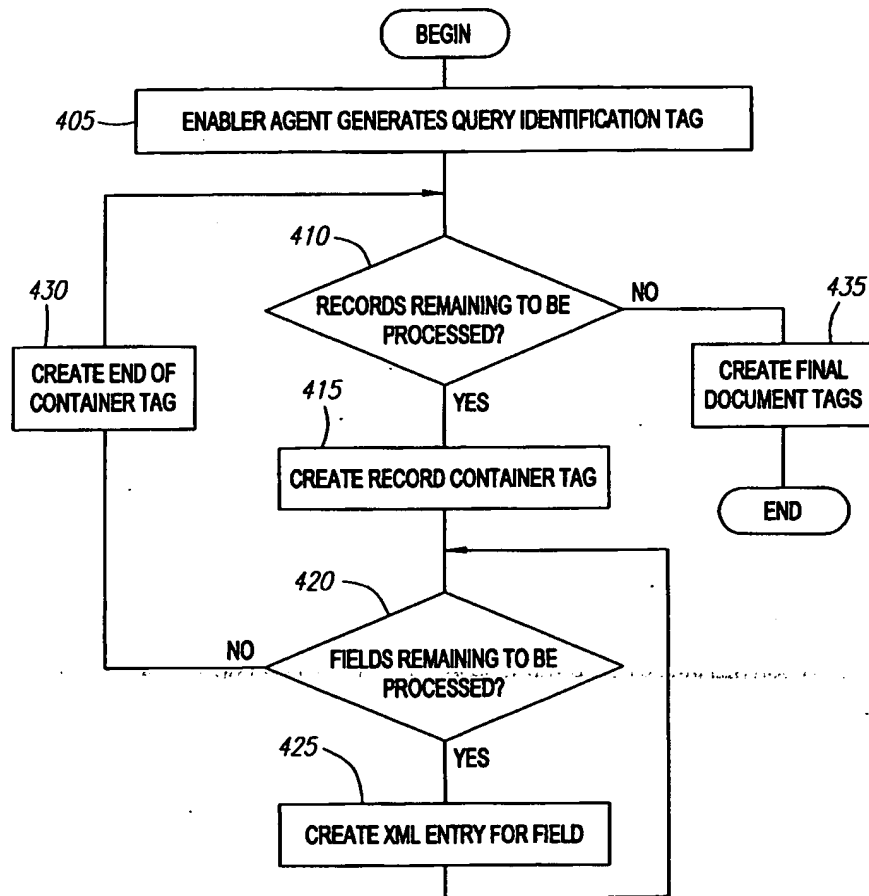 BEGIN
405
ENABLER AGENT GENERATES QUERY IDENTIFICATION TAG
410
RECORDS REMAINING TO BE
PROCESSED?
NO
YES
430
CREATE END OF
CONTAINER TAG
435
CREATE FINAL
DOCUMENT TAGS
END
415
CREATE RECORD CONTAINER TAG
420
FIELDS REMAINING TO BE
PROCESSED?
NO
YES
425
CREATE XML ENTRY FOR FIELD